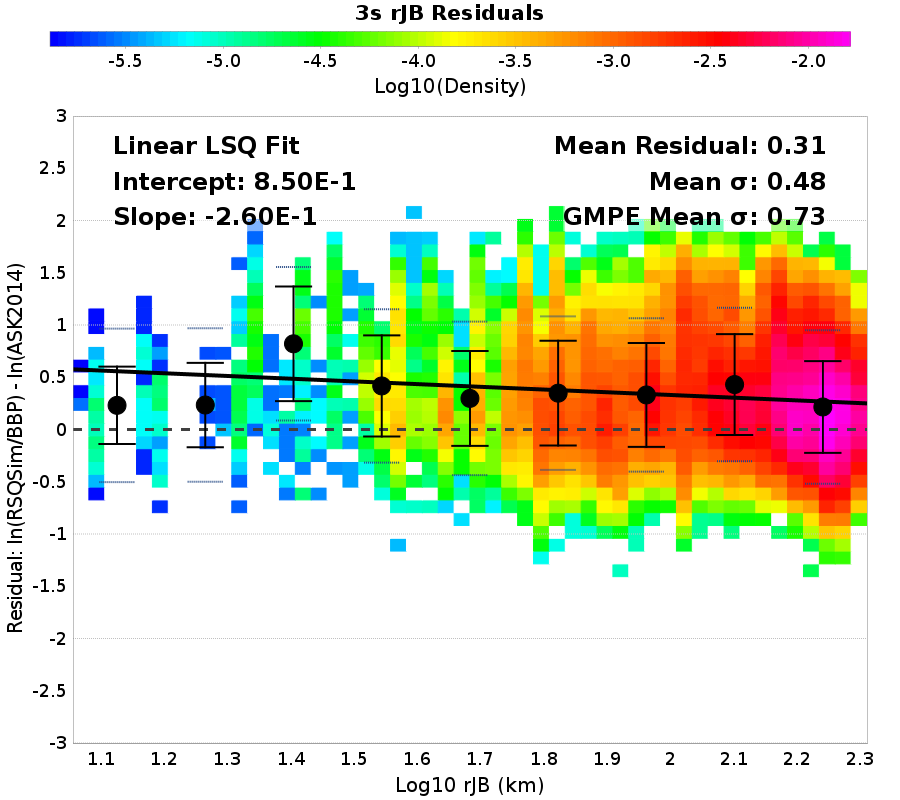 3s rJB Residuals
-5.5 -5.0 -4.5 -4.0 -3.5 -3.0 -2.5 -2.0
Log10(Density)
Linear LSQ Fit
Intercept: 8.50E-1
Slope: -2.60E-1
Mean Residual: 0.31
Mean σ: 0.48
GMPE Mean σ: 0.73
3
2.5
2
1.5
1
0.5
0
-0.5
-1
-1.5
-2
-2.5
-3
Residual: ln(RSQSim/BBP) - ln(ASK2014)
1.1 1.2 1.3 1.4 1.5 1.6 1.7 1.8 1.9 2 2.1 2.2 2.3
Log10 rJB (km)